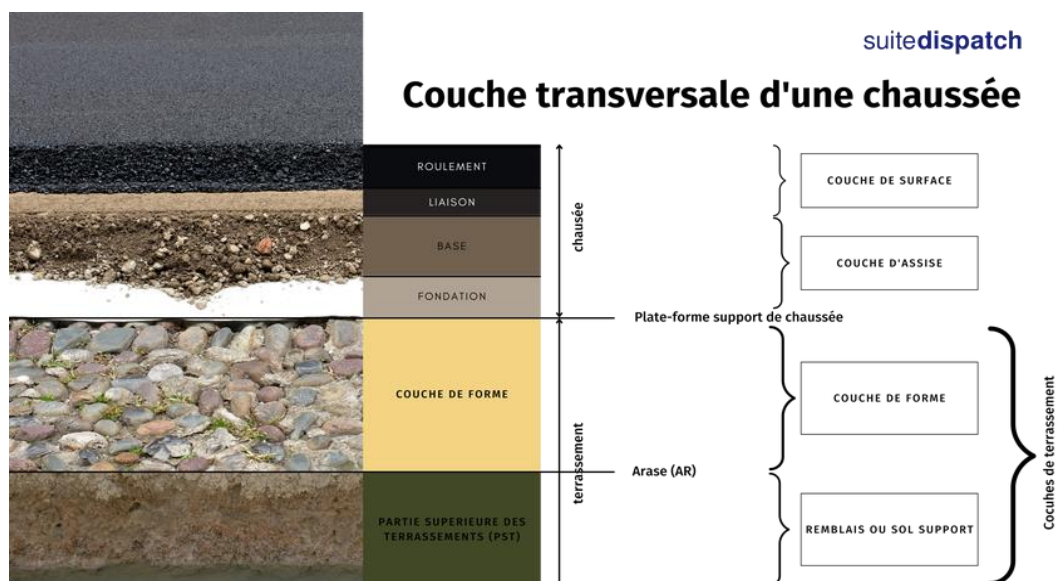 suitedispatch
Couche transversale d'une chaussée
ROULEMENT
LIAISON
BASE
FONDATION
COUCHE DE FORME
PARTIE SUPERIEURE DES
TERRASSEMENTS (PST)
chausée
terrassement
Plate-forme support de chaussée
Arase (AR)
COUCHE DE SURFACE
COUCHE D'ASSISE
COUCHE DE FORME
REMBLAIS OU SOL SUPPORT
Cocuhes de terrassement